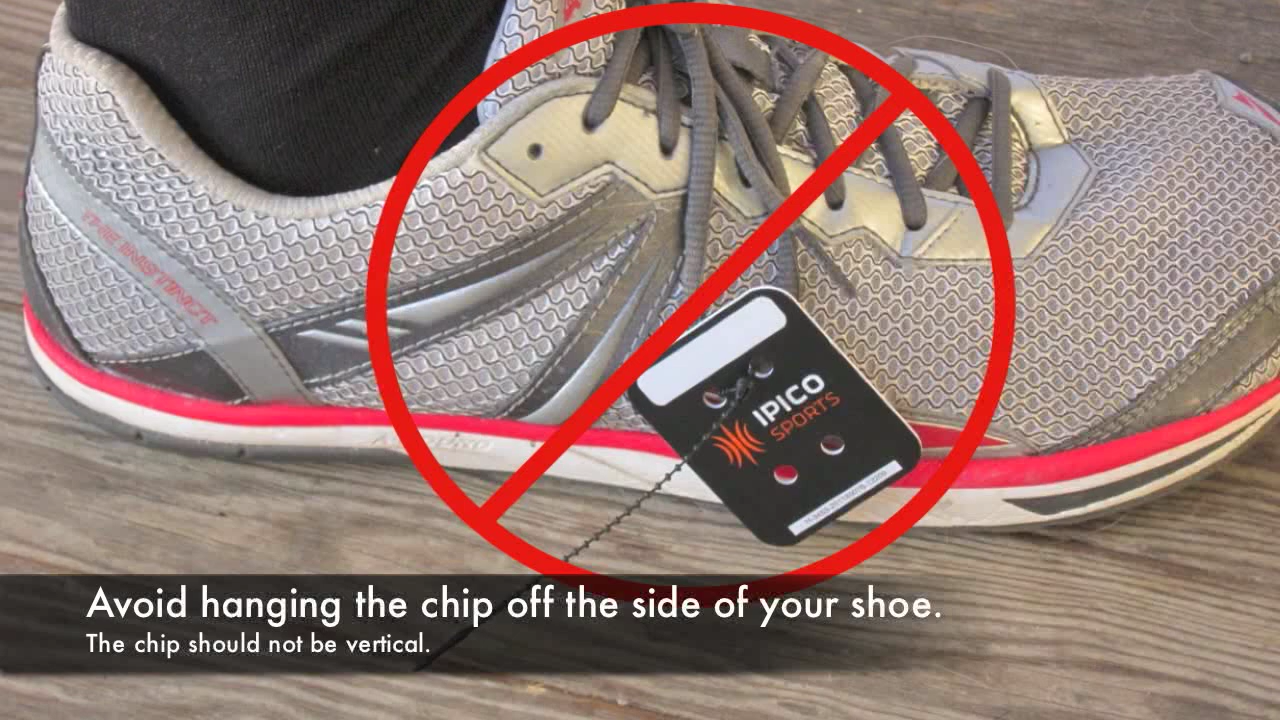 THE INSTINCT
IPICO
SPORTS
Avoid hanging the chip off the side of your shoe.
The chip should not be vertical.